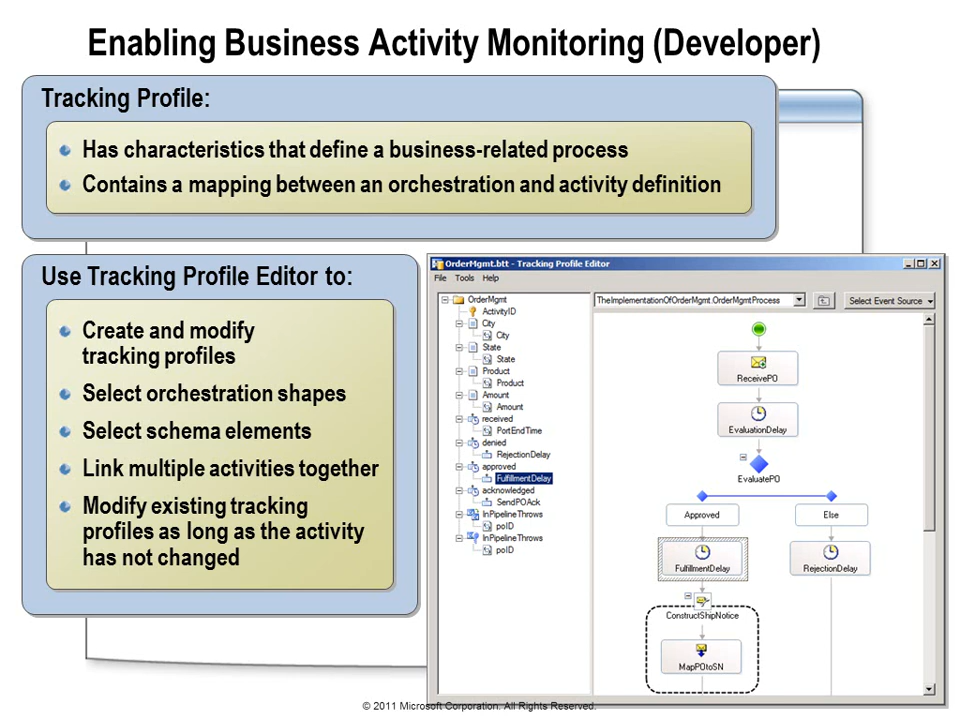 Enabling Business Activity Monitoring (Developer)
Tracking Profile:
Has characteristics that define a business-related process
Contains a mapping between an orchestration and activity definition
Use Tracking Profile Editor to:
Create and modify
tracking profiles
Select orchestration shapes
Select schema elements
Link multiple activities together
Modify existing tracking
profiles as long as the activity
has not changed
OrderMgmt.btt - Tracking Profile Editor
File Tools Help
OrderMgmt
ActivityID
City
City
State
State
Product
Product
Amount
Amount
received
PortEndTime
denied
RejectionDelay
approved
FulfillmentDelay
acknowledged
SendPOAck
InPipelineThrows
poID
InPipelineThrows
poID
TheImplementationOfOrderMgmt.OrderMgmtProcess
Select Event Source
ReceivePO
EvaluationDelay
EvaluatePO
Approved
Else
FulfillmentDelay
RejectionDelay
ConstructShipNotice
MapPOtoSN
© 2011 Microsoft Corporation. All Rights Reserved.